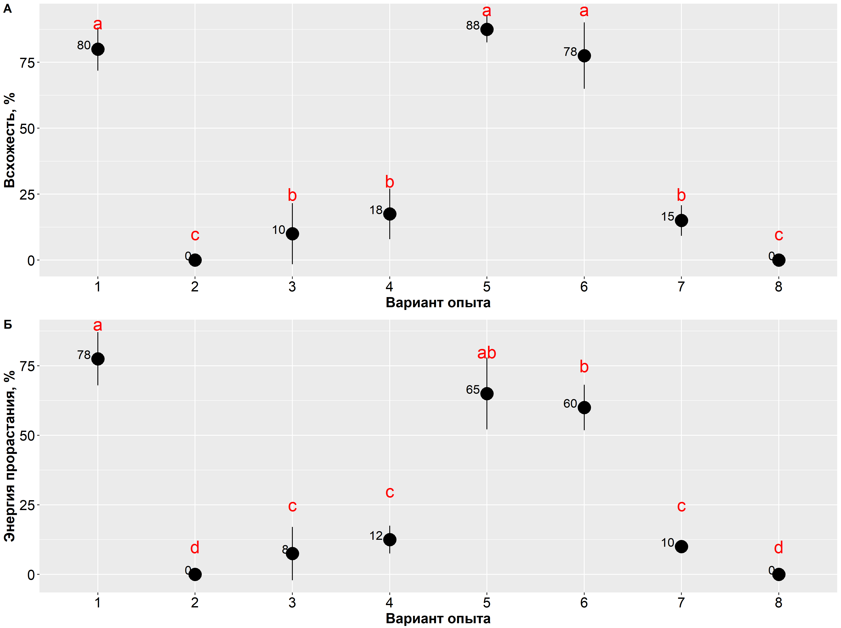 А
a
a
a
88
80
78
75
Всхожесть, %
50
b
b
b
25
18
15
10
c
c
0
0
0
1
2
3
4
5
6
7
8
Вариант опыта
Б
a
ab
78
75
b
65
60
Энергия прорастания, %
50
c
c
c
25
12
10
8
d
d
0
0
0
1
2
3
4
5
6
7
8
Вариант опыта